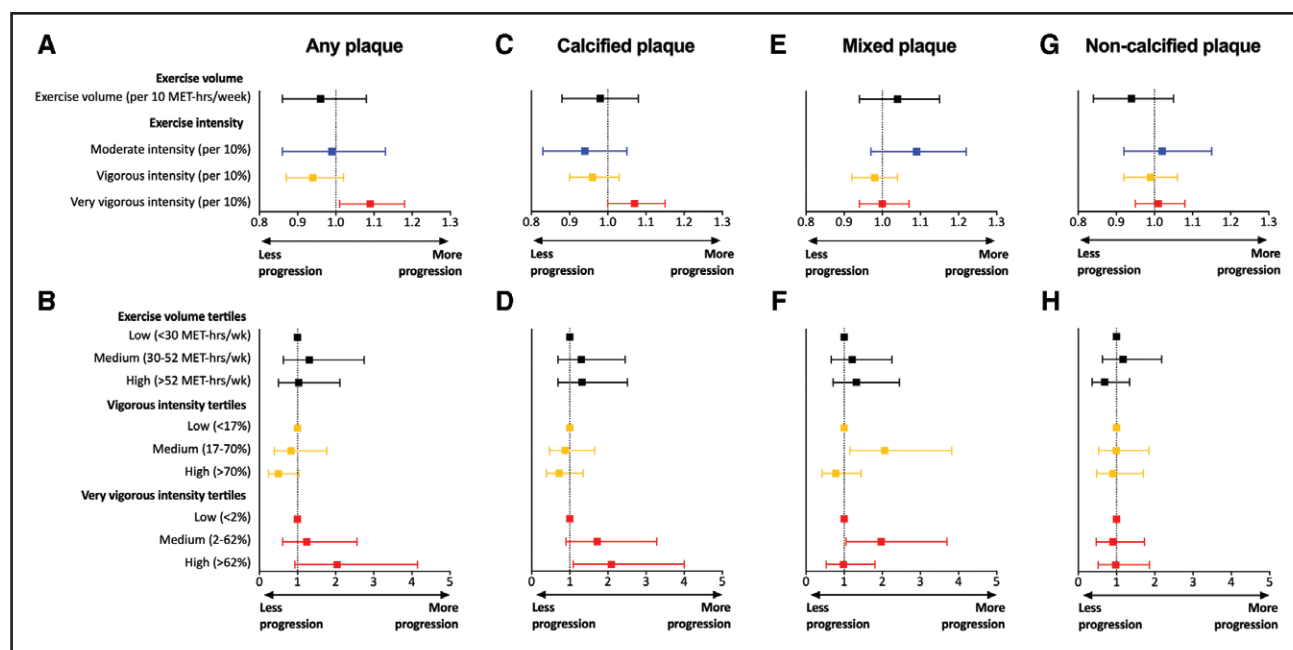 A Any plaque C Calcified plaque E Mixed plaque G Non-calcified plaque
Exercise volume
Exercise volume (per 10 MET-hrs/week)
Exercise intensity
Moderate intensity (per 10%)
Vigorous intensity (per 10%)
Very vigorous intensity (per 10%)
0.8 0.9 1.0 1.1 1.2 1.3 0.8 0.9 1.0 1.1 1.2 1.3 0.8 0.9 1.0 1.1 1.2 1.3 0.8 0.9 1.0 1.1 1.2 1.3
Less More Less More Less More Less More
progression progression progression progression progression progression progression progression
B D F H
Exercise volume tertiles
Low (<30 MET-hrs/wk)
Medium (30-52 MET-hrs/wk)
High (>52 MET-hrs/wk)
Vigorous intensity tertiles
Low (<17%)
Medium (17-70%)
High (>70%)
Very vigorous intensity tertiles
Low (<2%)
Medium (2-62%)
High (>62%)
0 1 2 3 4 5 0 1 2 3 4 5 0 1 2 3 4 5 0 1 2 3 4 5
Less More Less More Less More Less More
progression progression progression progression progression progression progression progression